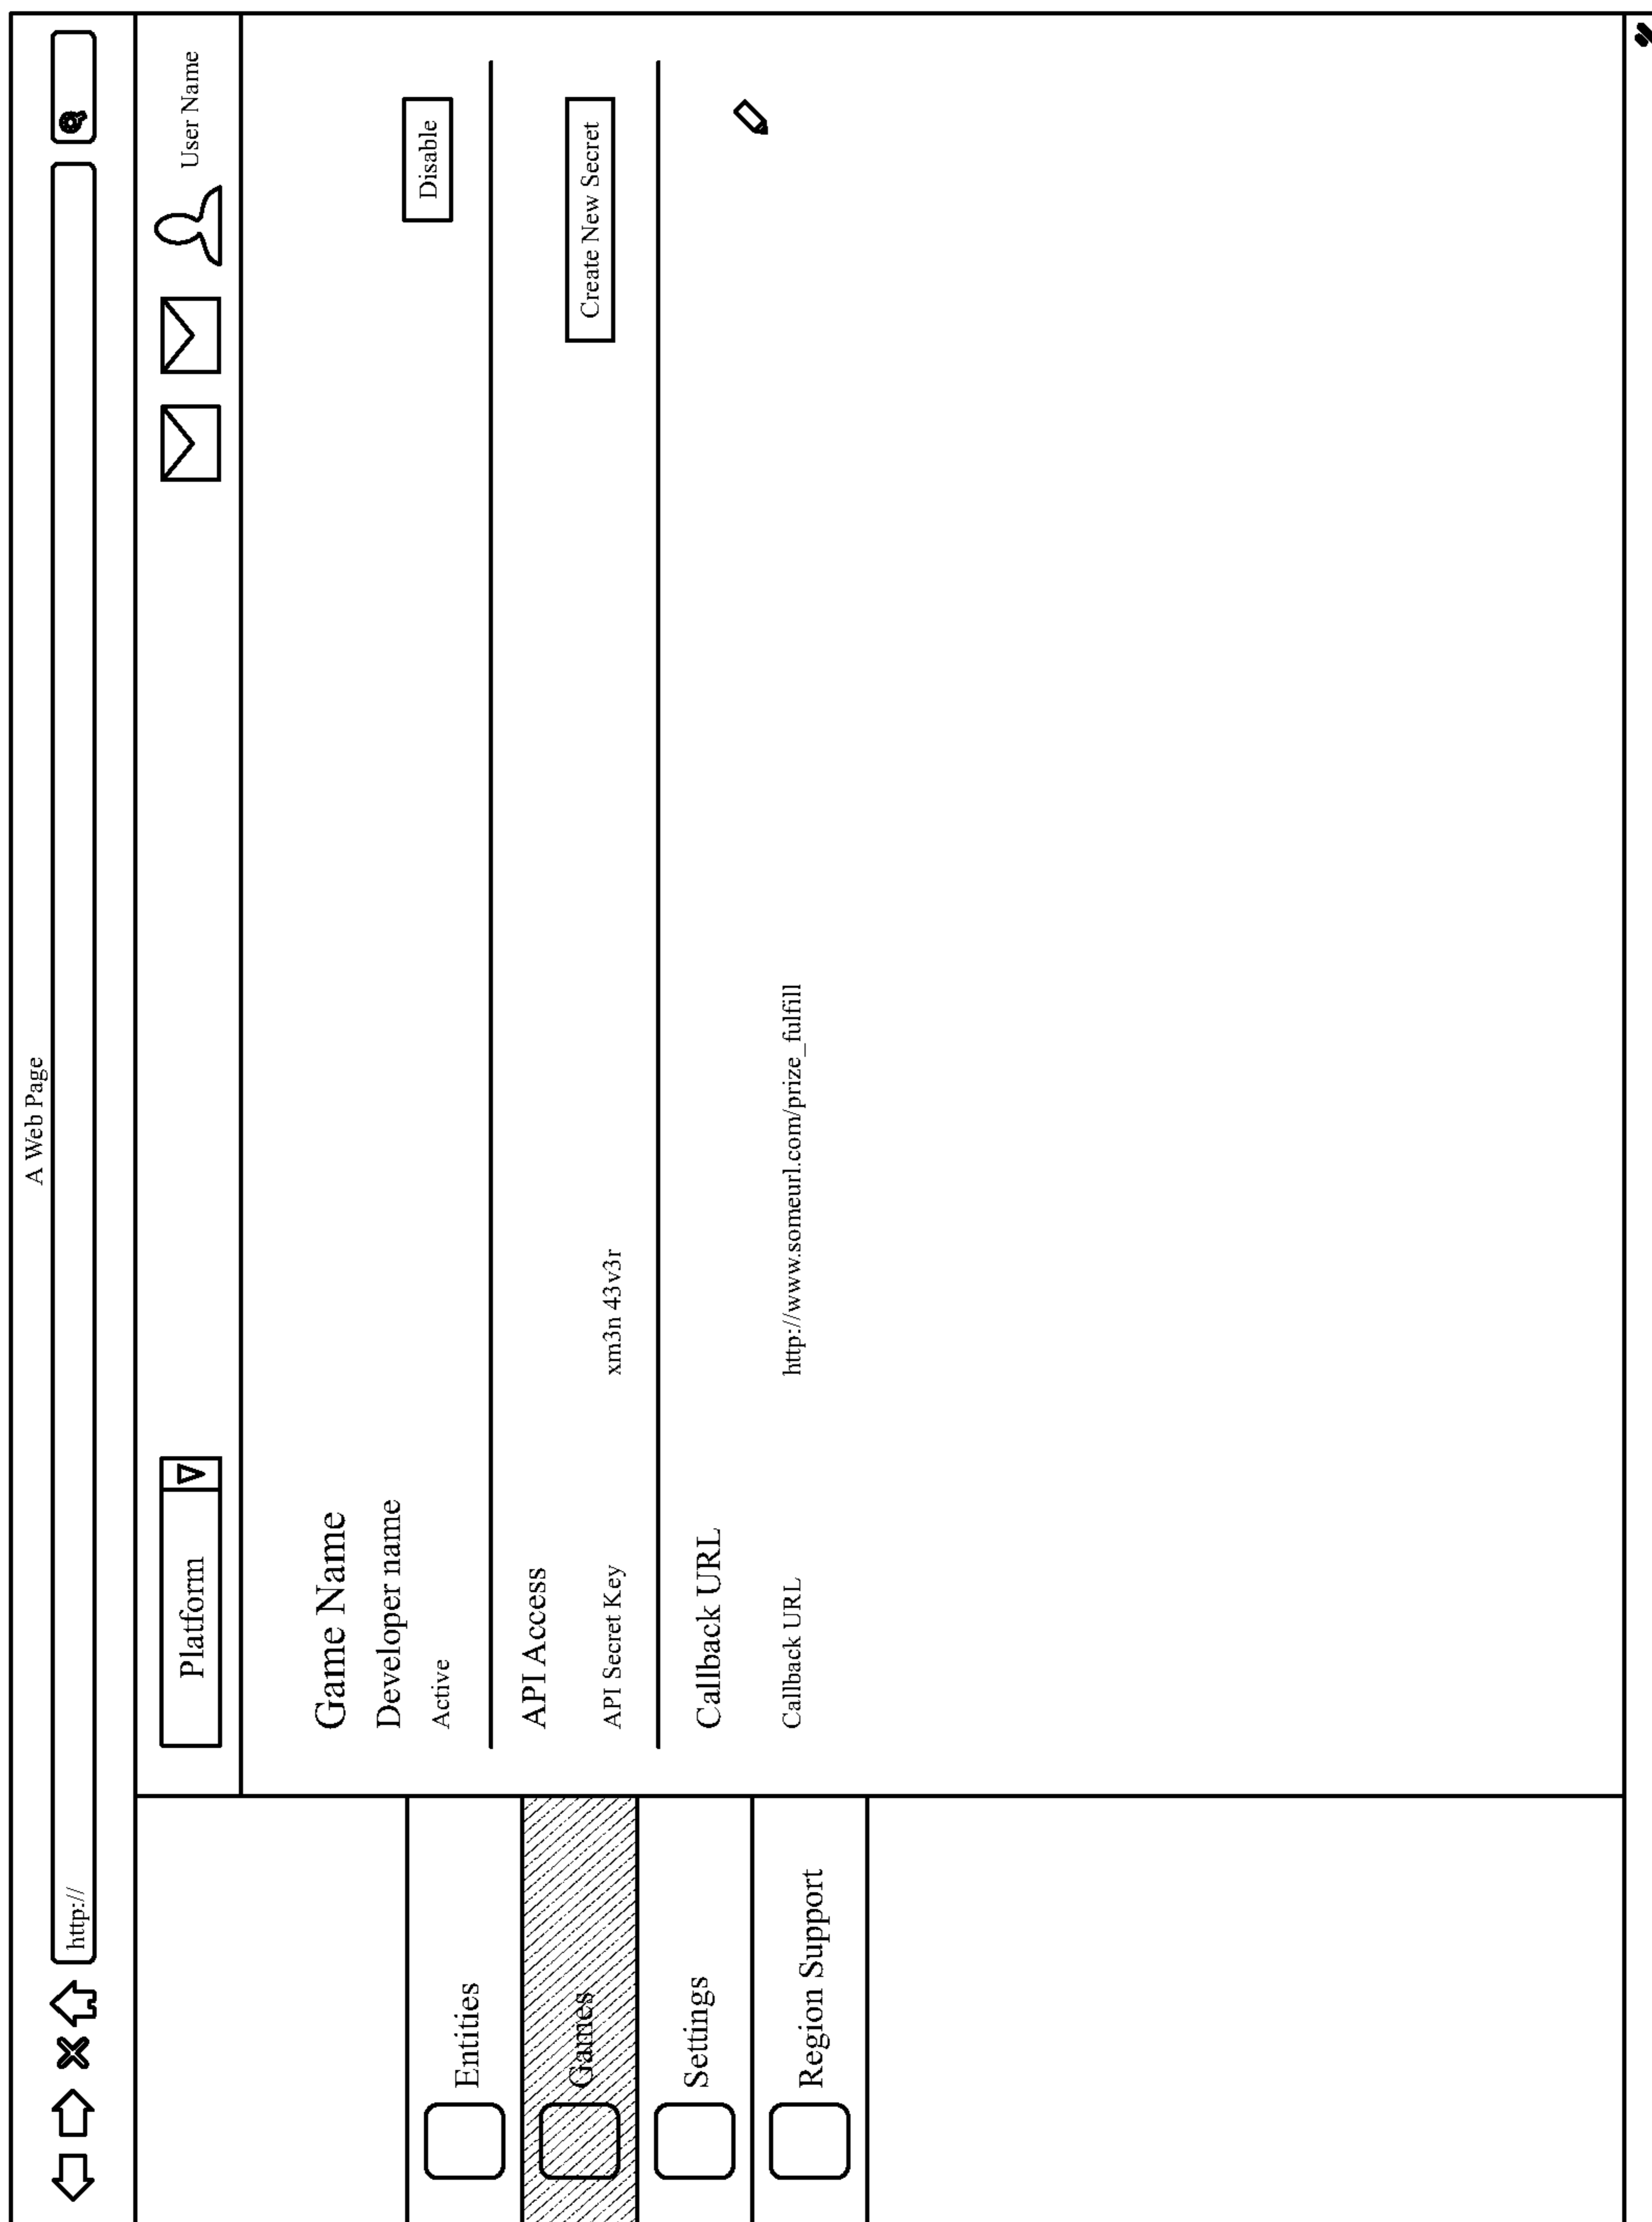 A Web Page
http://
Platform
User Name
Entities
Games
Settings
Region Support
Game Name
Developer name
Active
Disable
API Access
Create New Secret
API Secret Key xm3n 43v3r
Callback URL
Callback URL http://www.someurl.com/prize_fulfill